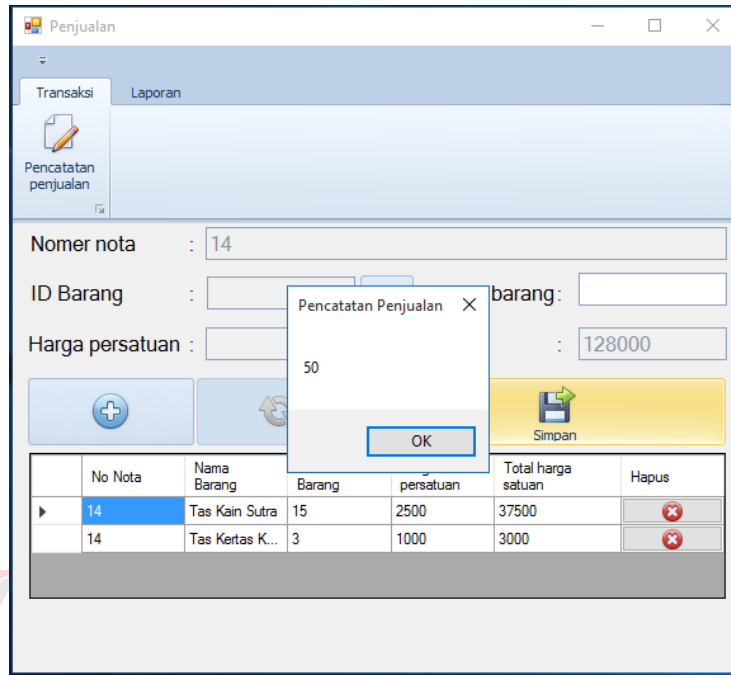 Penjualan
Transaksi Laporan
Pencatatan
penjualan
Nomer nota : 14
ID Barang : barang:
Harga persatuan : : 128000
Pencatatan Penjualan
50
OK
Simpan
No Nota Nama Barang Barang persatuan Total harga satuan Hapus
14 Tas Kain Sutra 15 2500 37500
14 Tas Kertas K... 3 1000 3000